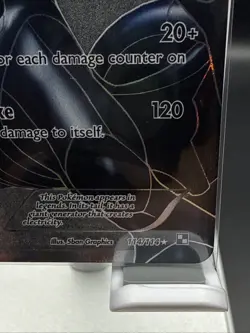 20+
or each damage counter on
ke
120
damage to itself.
This Pokémon appears in
legends. In its tail, it has a
giant generator that creates
electricity.
Illus. 5ban Graphics 114/114★